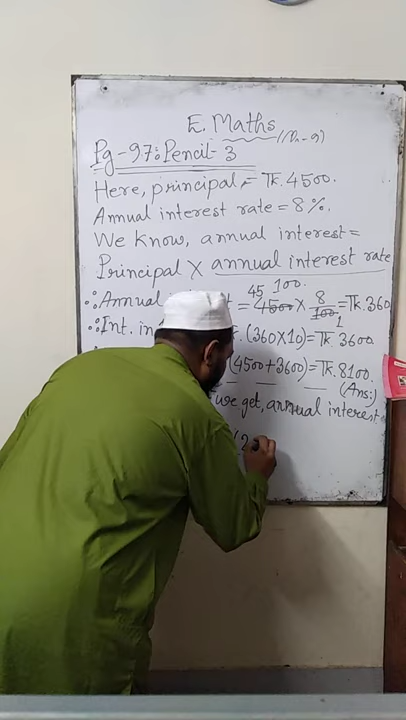 E. Maths
(Un-9)
Pg-97: Pencil-3
Here, principal = Tk. 4500.
Annual interest rate = 8%.
We know, annual interest =
Principal X annual interest rate
100.
∴ Annual = 45 4500 X 8/100 1 = Tk. 360
∴ Int. in (360X10) = Tk. 3600
(4500+3600) = Tk. 8100.
(Ans:)
we get, annual interest